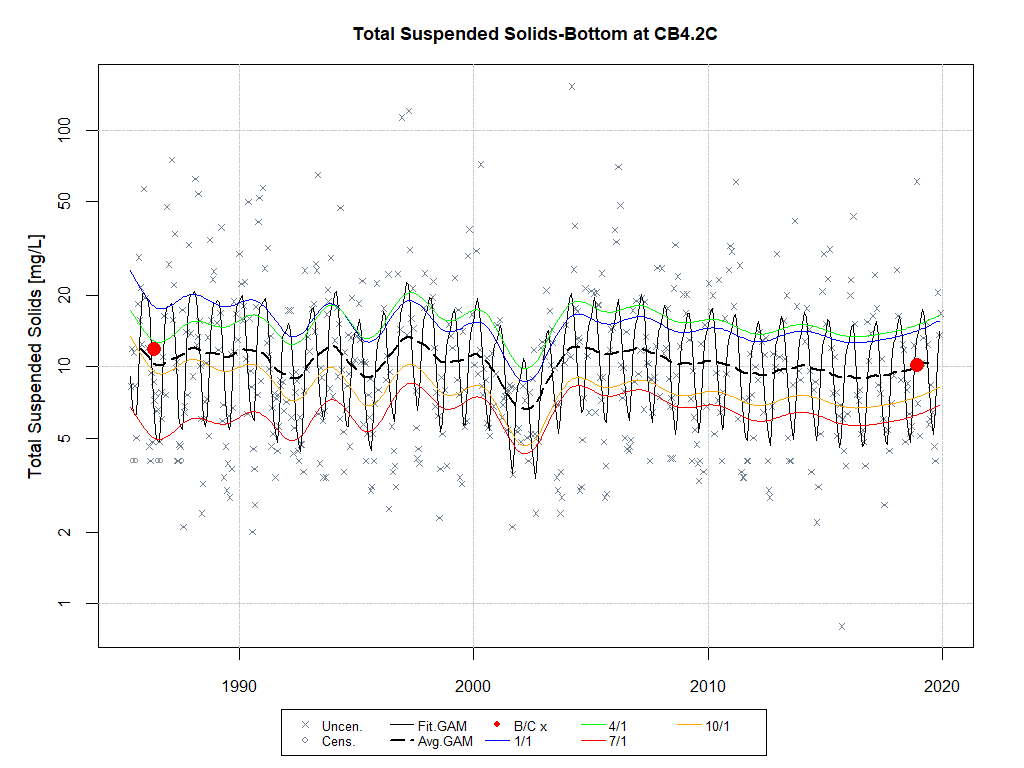 Total Suspended Solids-Bottom at CB4.2C
Total Suspended Solids [mg/L]
100
50
20
10
5
2
1
1990 2000 2010 2020
Uncen. Fit.GAM B/C x 4/1 10/1
Cens. Avg.GAM 1/1 7/1